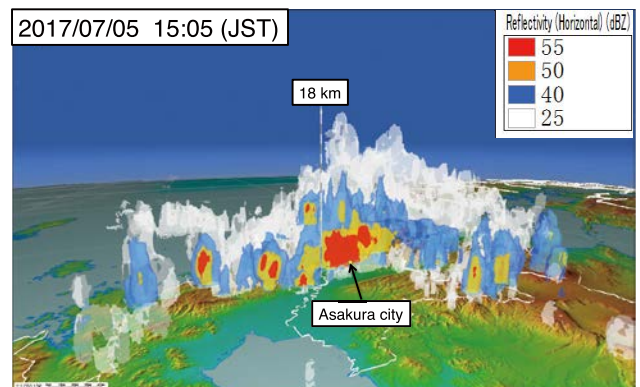 2017/07/05 15:05 (JST)
Reflectivity (Horizontal) (dBZ)
55
50
40
25
18 km
Asakura city